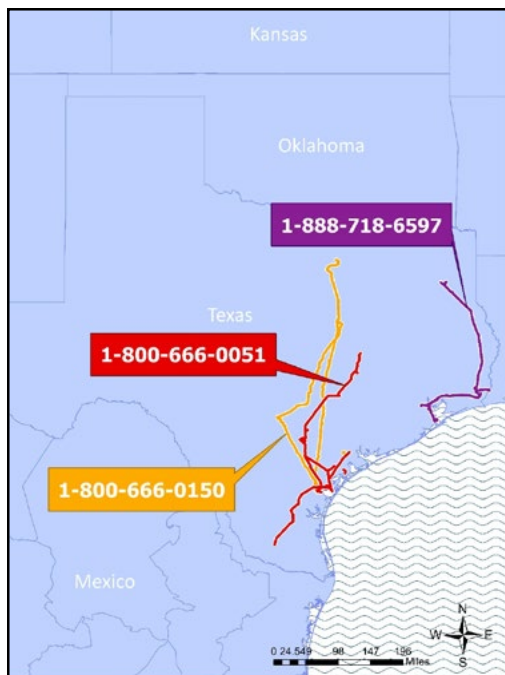 Kansas
Oklahoma
1-888-718-6597
Texas
1-800-666-0051
1-800-666-0150
Mexico
N
W E
S
0 24.549 98 147 196
Miles